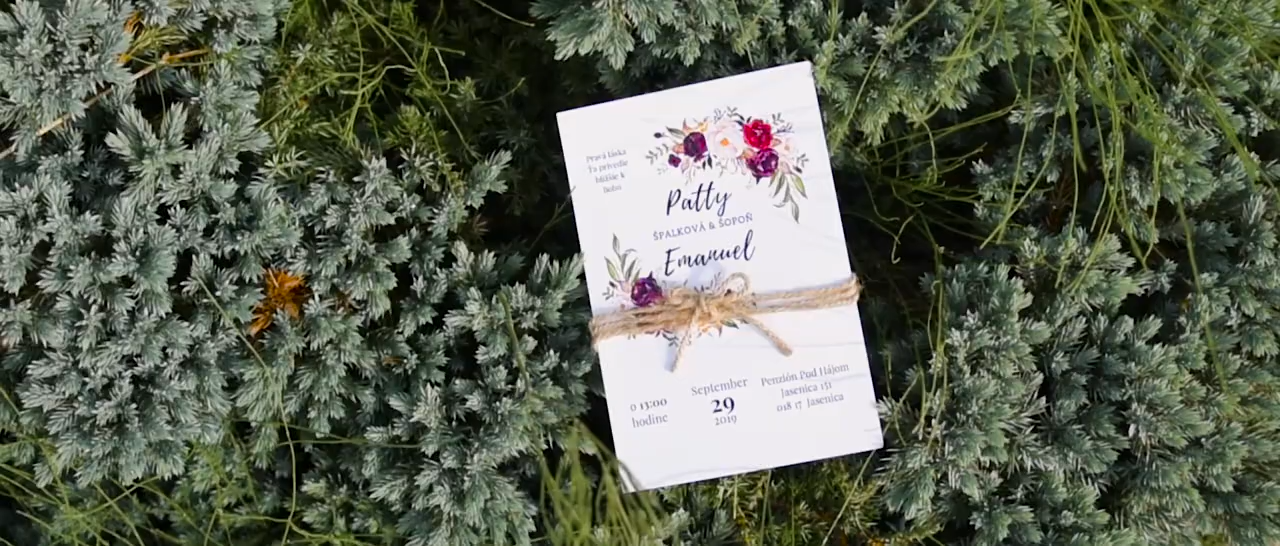 Pravá láska
Ťa privedie
bližšie k
Bohu
Patty
ŠPALKOVÁ & ŠOPOŇ
Emanuel
o 13:00
hodine
September
29
2019
Penzión Pud Hájom
Jasenica 151
018 17 Jasenica